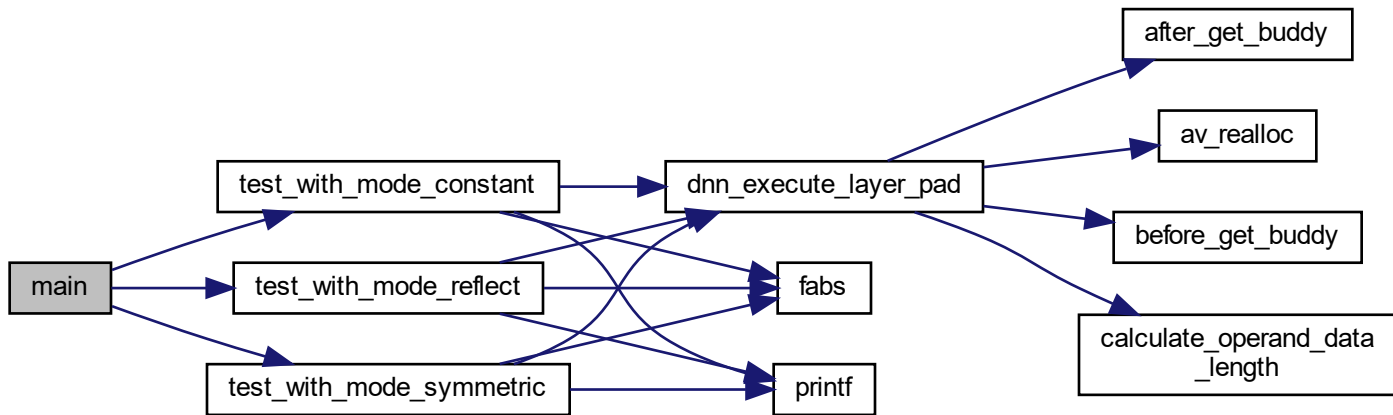 main
test_with_mode_constant
test_with_mode_reflect
test_with_mode_symmetric
dnn_execute_layer_pad
fabs
printf
after_get_buddy
av_realloc
before_get_buddy
calculate_operand_data
_length